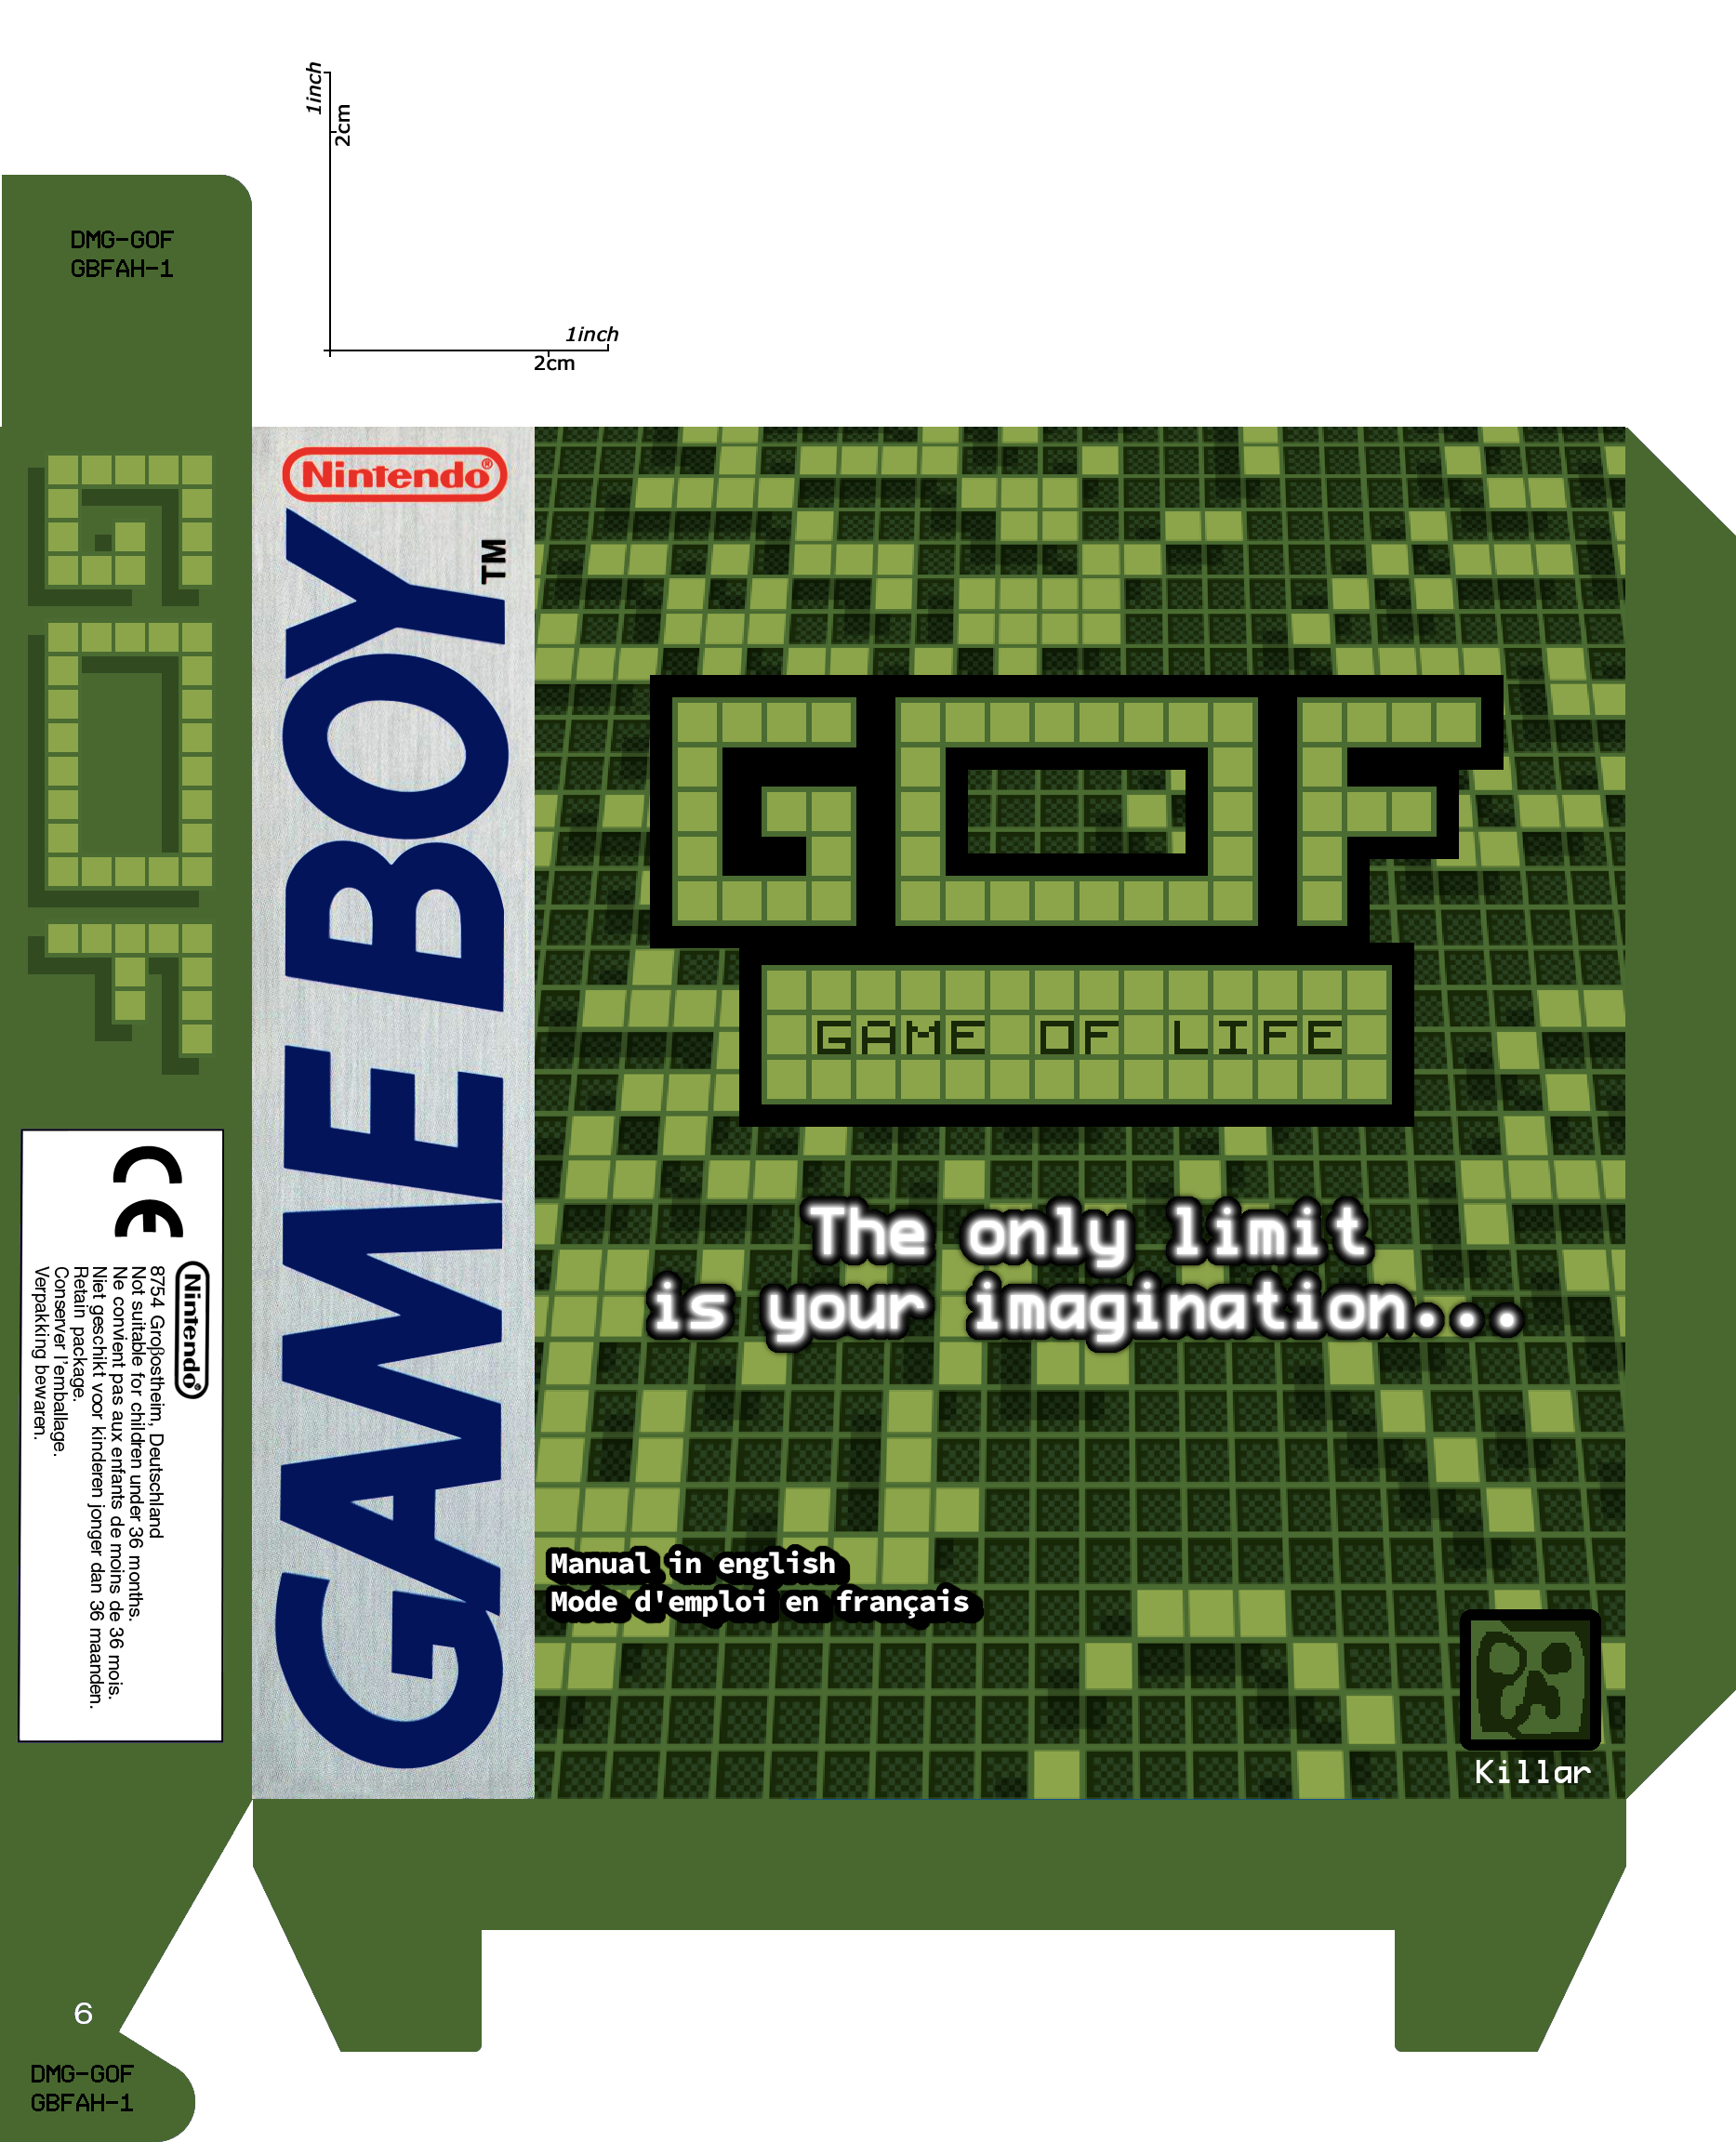 1inch
2cm
1inch
2cm
DMG-GOF
GBFAH-1
GOF
CE
Nintendo®
8754 Großostheim, Deutschland
Not suitable for children under 36 months.
Ne convient pas aux enfants de moins de 36 mois.
Niet geschikt voor kinderen jonger dan 36 maanden.
Retain package.
Conserver l'emballage.
Verpakking bewaren.
6
DMG-GOF
GBFAH-1
Nintendo®
GAME BOY™
GOF
GAME OF LIFE
The only limit
is your imagination...
Manual in english
Mode d'emploi en français
Killar